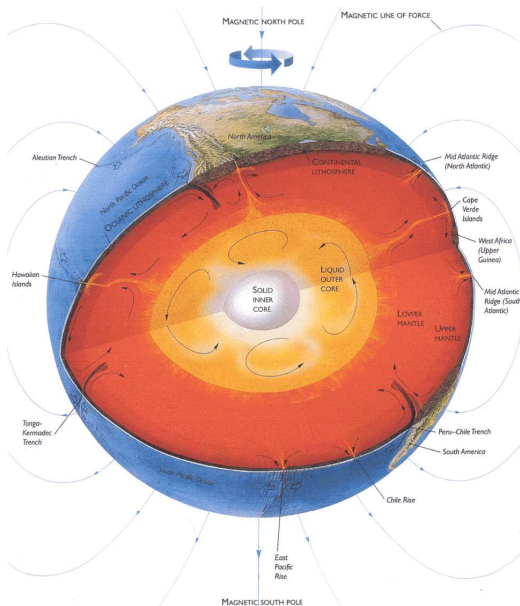 MAGNETIC NORTH POLE
MAGNETIC LINE OF FORCE
North America
Aleutian Trench
CONTINENTAL
LITHOSPHERE
Mid Atlantic Ridge
(North Atlantic)
North Pacific Ocean
OCEANIC LITHOSPHERE
Cape
Verde
Islands
West Africa
(Upper
Guinea)
Hawaiian
Islands
LIQUID
OUTER
CORE
SOLID
INNER
CORE
Mid Atlantic
Ridge (South
Atlantic)
LOWER
MANTLE
UPPER
MANTLE
Tonga-
Kermadec
Trench
Peru–Chile Trench
South America
South Pacific Ocean
Chile Rise
East
Pacific
Rise
MAGNETIC SOUTH POLE